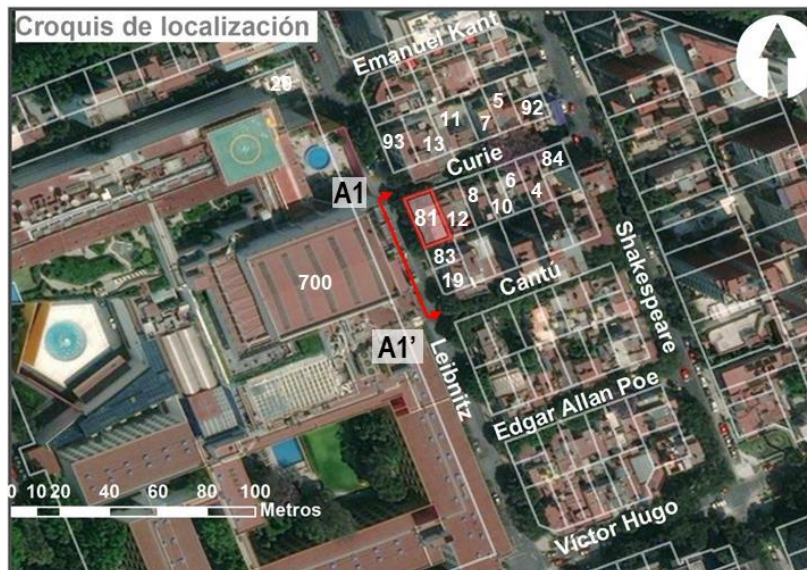 Croquis de localización
Emanuel Kant
29
5
92
11
7
93
13
Curie
84
6
A1
8
4
81
12
10
83
700
19
Cantú
Shakespeare
A1’
Leibnitz
Edgar Allan Poe
0 10 20 40 60 80 100
Metros
Víctor Hugo